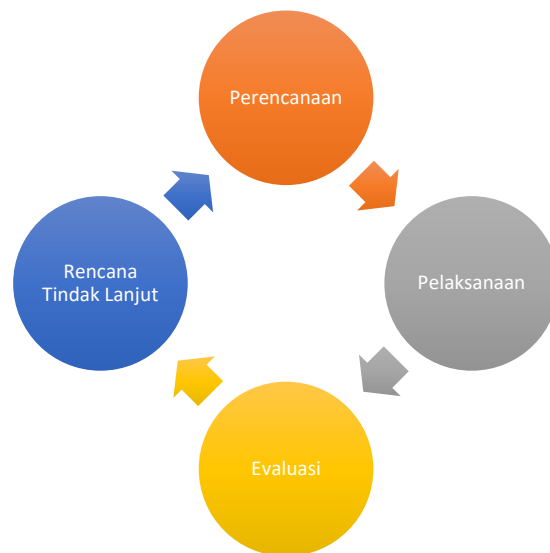 Perencanaan
Pelaksanaan
Evaluasi
Rencana
Tindak Lanjut